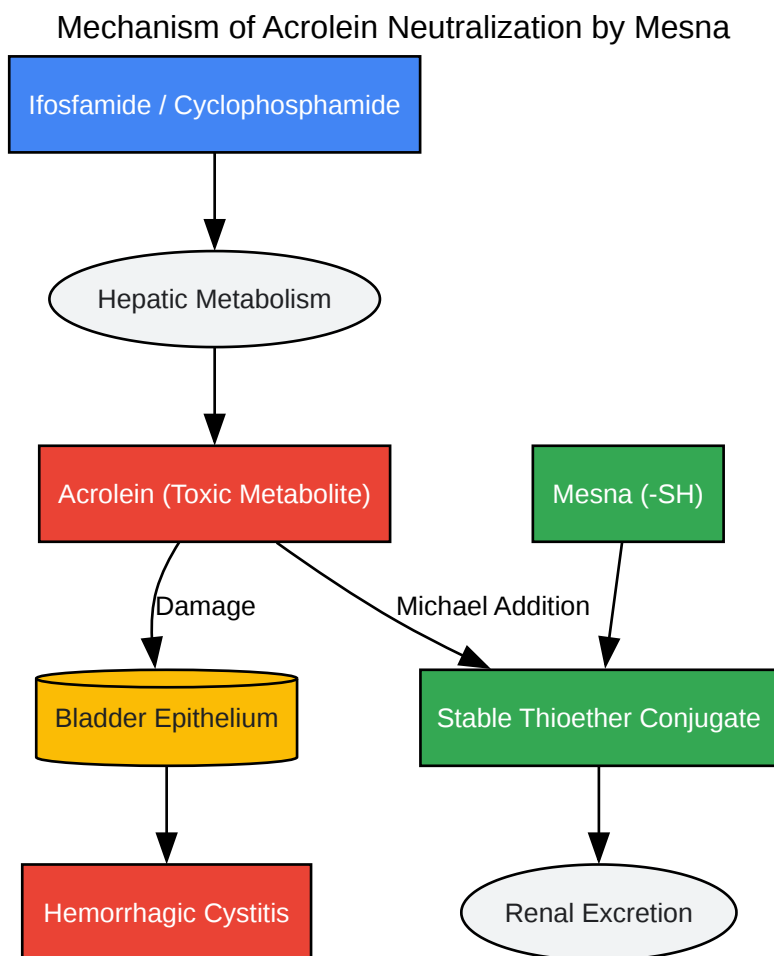 Mechanism of Acrolein Neutralization by Mesna
Ifosfamide / Cyclophosphamide
Hepatic Metabolism
Acrolein (Toxic Metabolite)
Mesna (-SH)
Damage
Michael Addition
Bladder Epithelium
Stable Thioether Conjugate
Hemorrhagic Cystitis
Renal Excretion